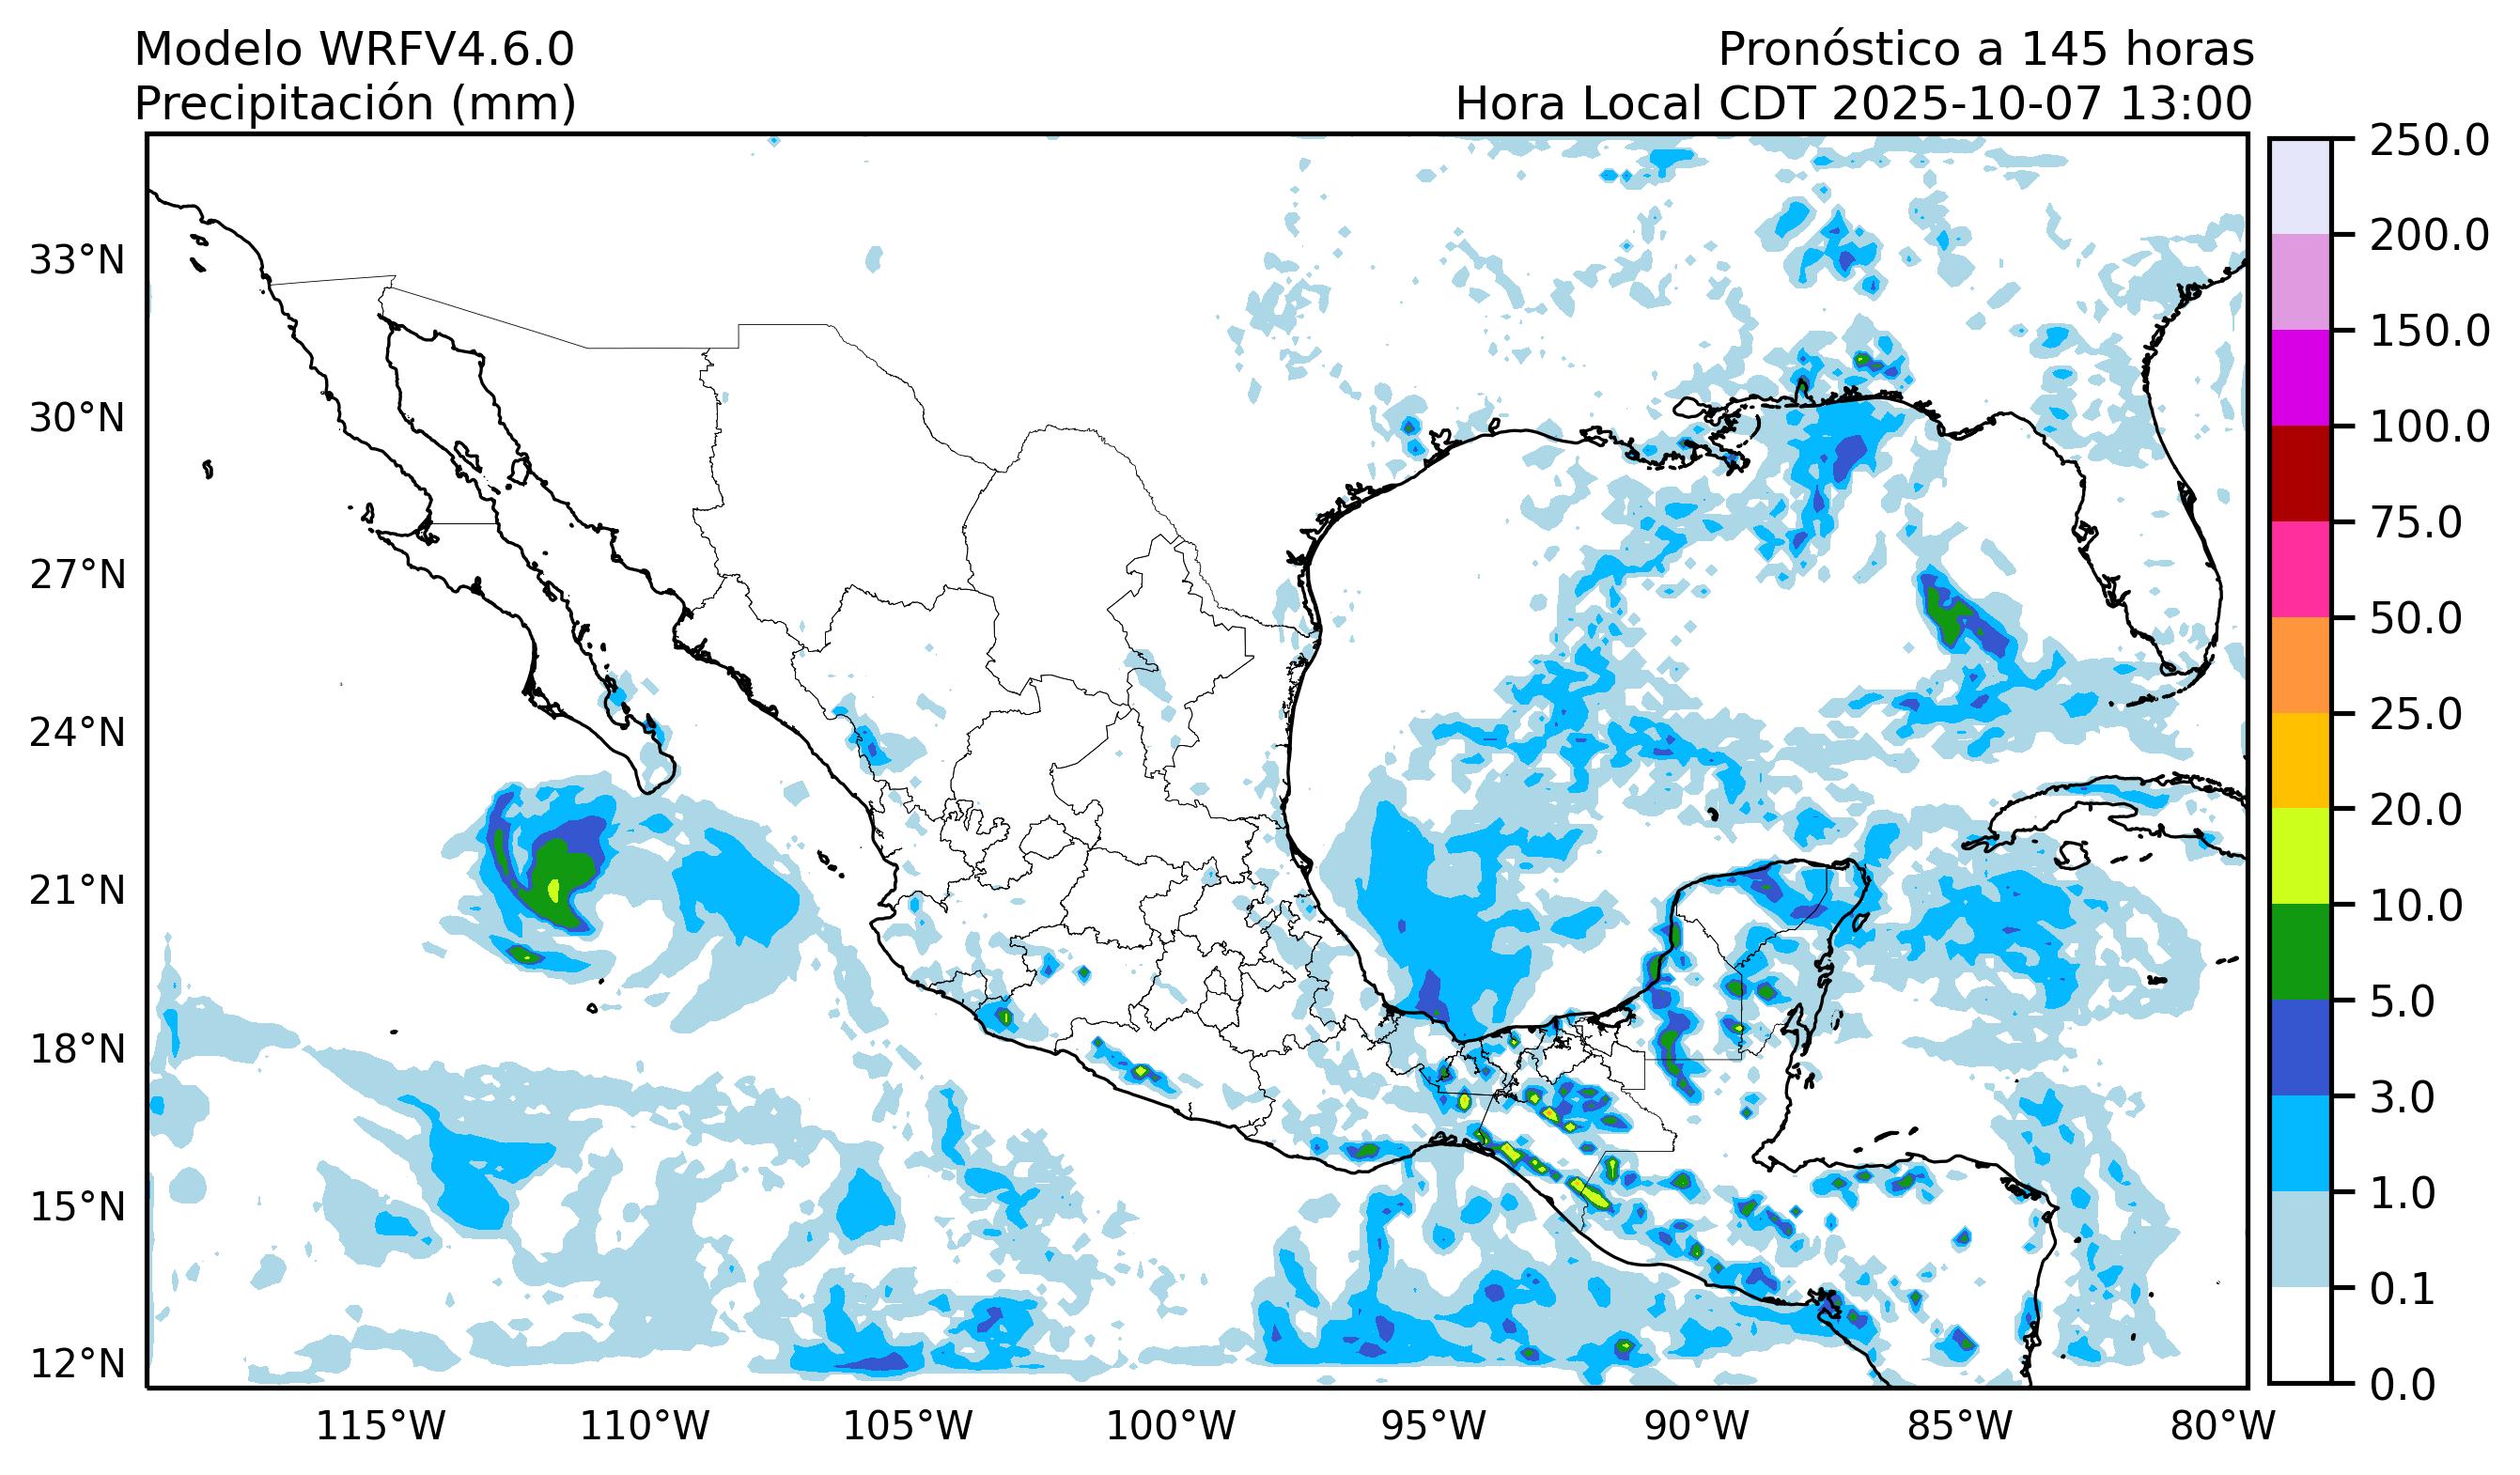 Modelo WRFV4.6.0
Precipitación (mm)
Pronóstico a 145 horas
Hora Local CDT 2025-10-07 13:00
33°N
30°N
27°N
24°N
21°N
18°N
15°N
12°N
115°W
110°W
105°W
100°W
95°W
90°W
85°W
80°W
250.0
200.0
150.0
100.0
75.0
50.0
25.0
20.0
10.0
5.0
3.0
1.0
0.1
0.0